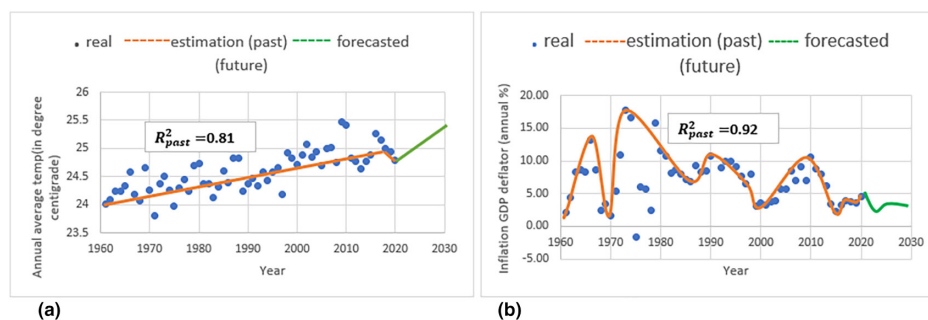 • real ------ estimation (past) ------ forecasted
(future)
Annual average temp(in degree
centigrade)
26
25.5
25
24.5
24
23.5
R²past =0.81
1960 1970 1980 1990 2000 2010 2020 2030
Year
(a)
• real ------ estimation (past) ------ forecasted
(future)
Inflation GDP deflator (annual %)
20.00
15.00
10.00
5.00
0.00
-5.00
R²past =0.92
1960 1970 1980 1990 2000 2010 2020 2030
Year
(b)